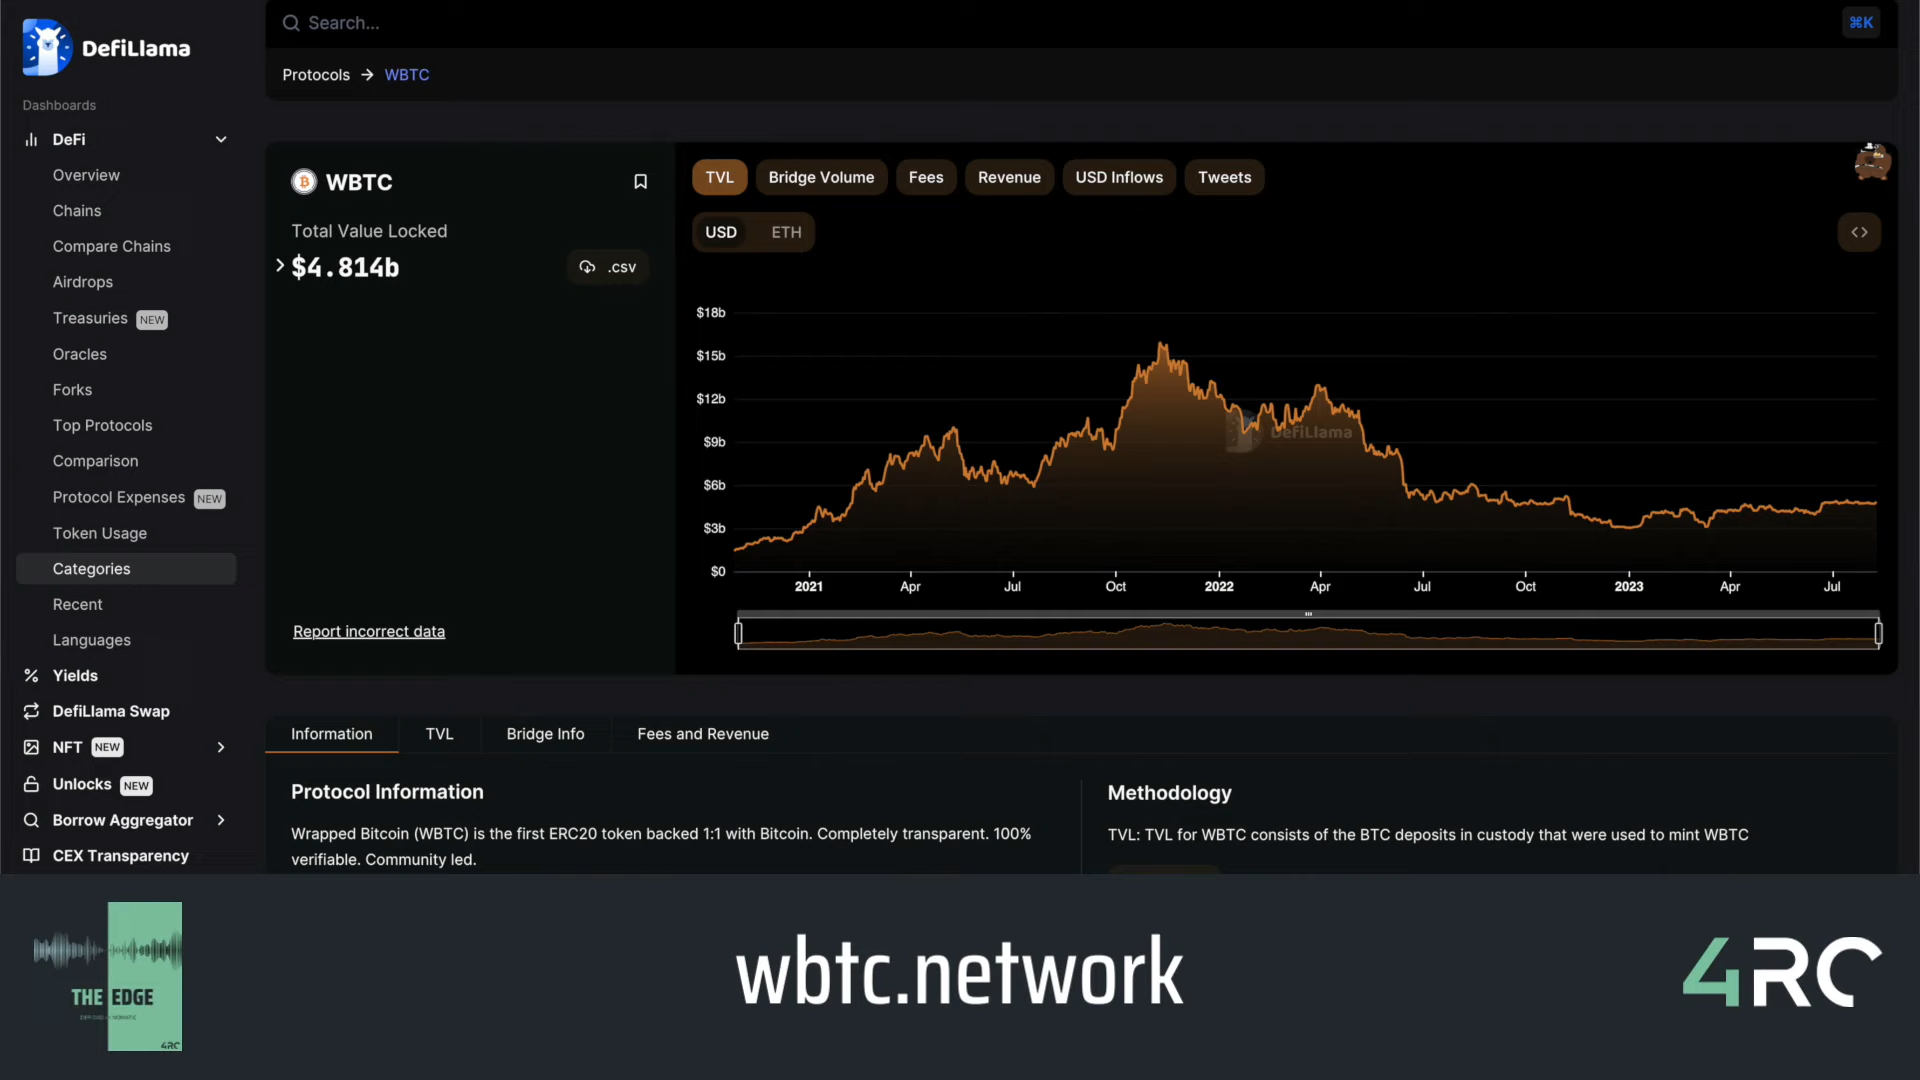 DefiLlama
Search...
⌘K
Protocols → WBTC
Dashboards
DeFi
Overview
Chains
Compare Chains
Airdrops
Treasuries NEW
Oracles
Forks
Top Protocols
Comparison
Protocol Expenses NEW
Token Usage
Categories
Recent
Languages
Yields
DefiLlama Swap
NFT NEW
Unlocks NEW
Borrow Aggregator
CEX Transparency
WBTC
Total Value Locked
$4.814b
.csv
Report incorrect data
TVL Bridge Volume Fees Revenue USD Inflows Tweets
USD ETH
$18b
$15b
$12b
$9b
$6b
$3b
$0
DefiLlama
2021 Apr Jul Oct 2022 Apr Jul Oct 2023 Apr Jul
Information TVL Bridge Info Fees and Revenue
Protocol Information
Wrapped Bitcoin (WBTC) is the first ERC20 token backed 1:1 with Bitcoin. Completely transparent. 100%
verifiable. Community led.
Methodology
TVL: TVL for WBTC consists of the BTC deposits in custody that were used to mint WBTC
THE EDGE
4RC
wbtc.network
4RC